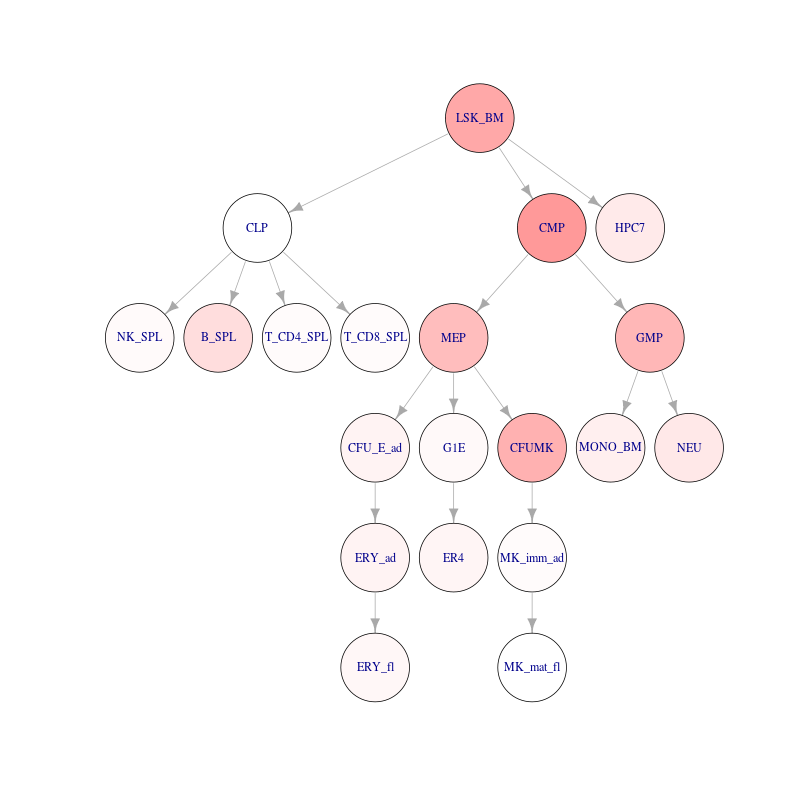 LSK_BM
CLP
CMP
HPC7
NK_SPL
B_SPL
T_CD4_SPL
T_CD8_SPL
MEP
GMP
CFU_E_ad
G1E
CFUMK
MONO_BM
NEU
ERY_ad
ER4
MK_imm_ad
ERY_fl
MK_mat_fl